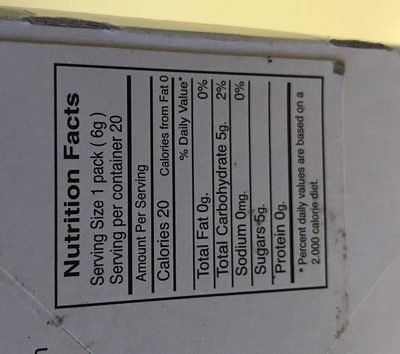 Nutrition Facts
Serving Size 1 pack ( 6g )
Serving per container 20
Amount Per Serving
Calories 20 Calories from Fat 0
% Daily Value*
Total Fat 0g. 0%
Total Carbohydrate 5g. 2%
Sodium 0mg. 0%
Sugars 5g.
Protein 0g.
* Percent daily values are based on a
2,000 calorie diet.